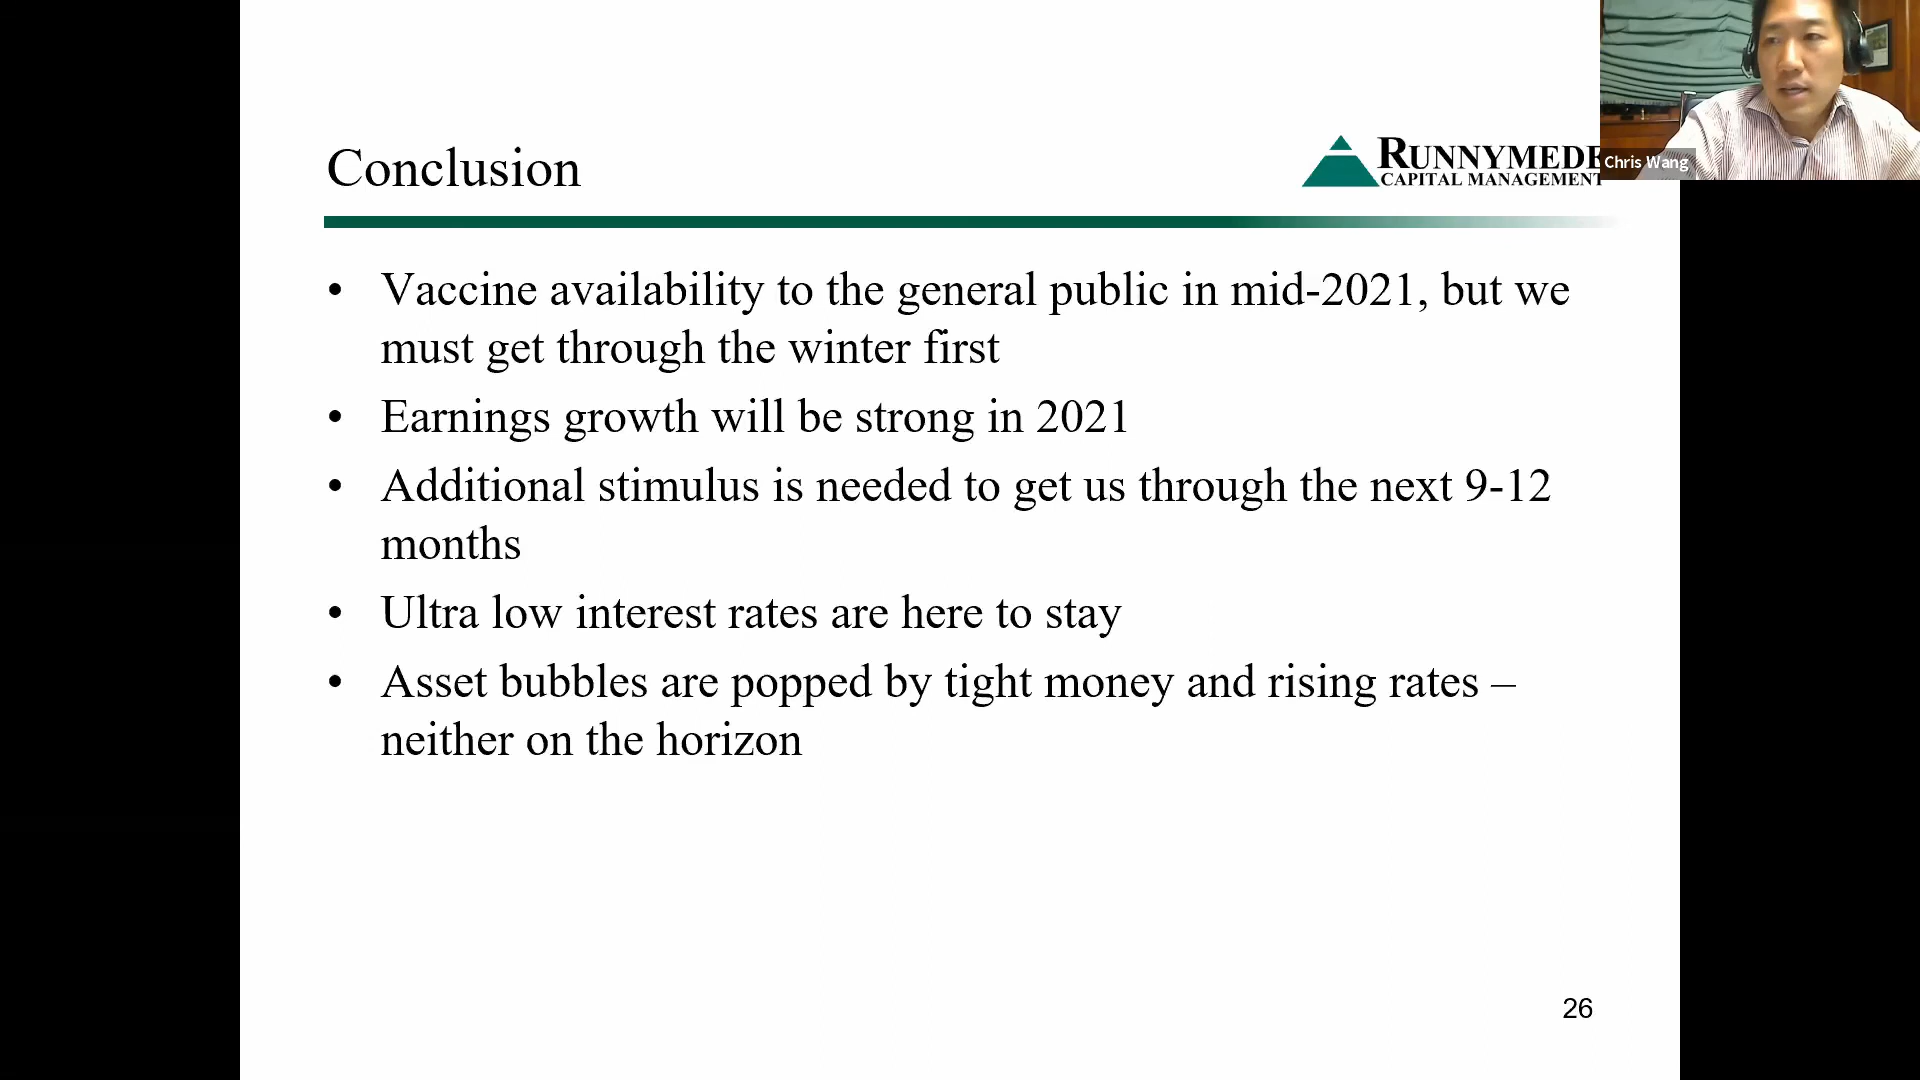 Conclusion
RUNNYMEDE
CAPITAL MANAGEMENT
Chris Wang
• Vaccine availability to the general public in mid-2021, but we
must get through the winter first
• Earnings growth will be strong in 2021
• Additional stimulus is needed to get us through the next 9-12
months
• Ultra low interest rates are here to stay
• Asset bubbles are popped by tight money and rising rates –
neither on the horizon
26